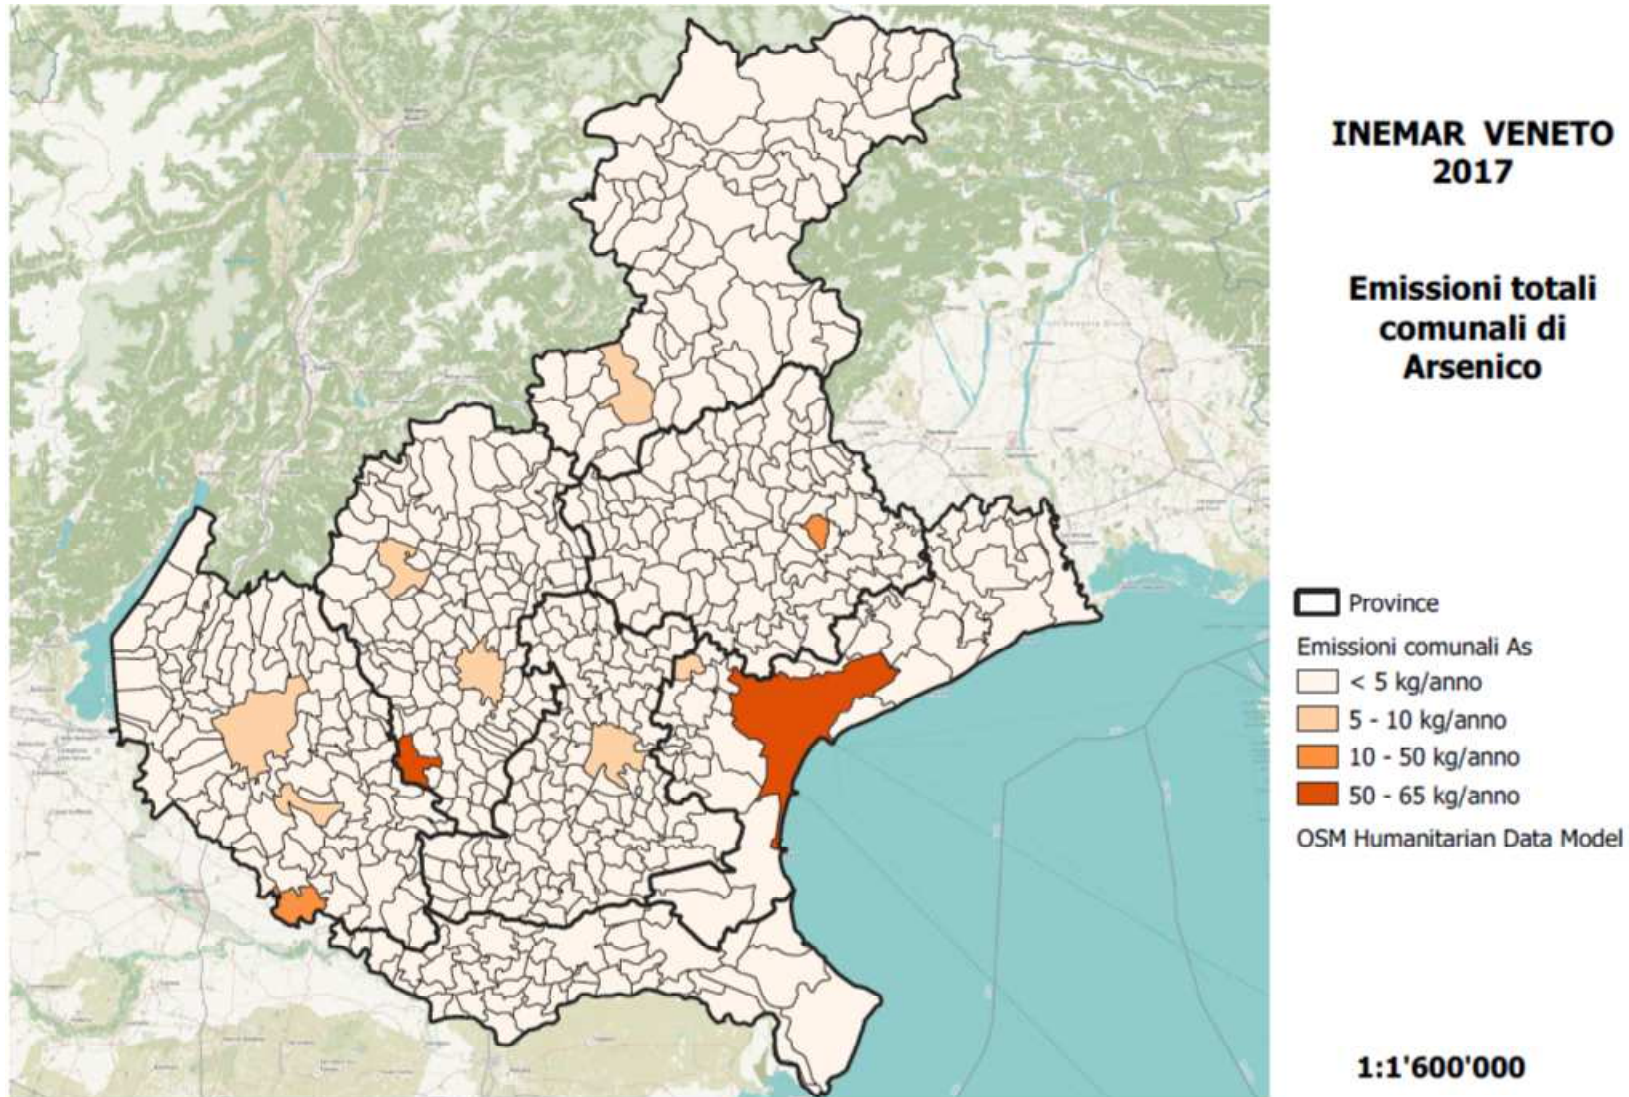 INEMAR VENETO
2017
Emissioni totali
comunali di
Arsenico
Province
Emissioni comunali As
< 5 kg/anno
5 - 10 kg/anno
10 - 50 kg/anno
50 - 65 kg/anno
OSM Humanitarian Data Model
1:1'600'000